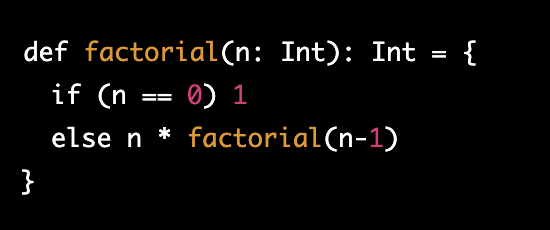 def factorial(n: Int): Int = {
  if (n == 0) 1
  else n * factorial(n-1)
}